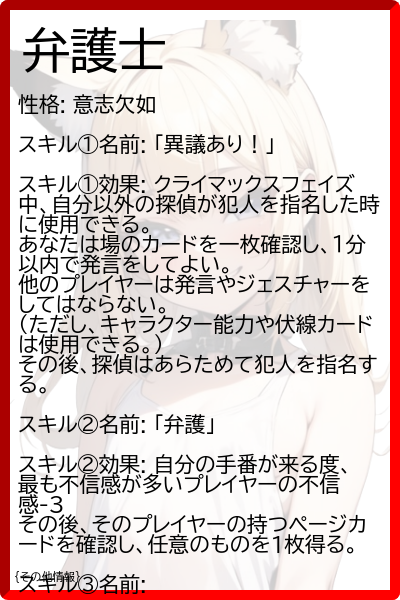 弁護士
性格: 意志欠如
スキル①名前: 「異議あり！」
スキル①効果: クライマックスフェイズ
中、自分以外の探偵が犯人を指名した時
に使用できる。
あなたは場のカードを一枚確認し、1分
以内で発言をしてよい。
他のプレイヤーは発言やジェスチャーを
してはならない。
（ただし、キャラクター能力や伏線カード
は使用できる。）
その後、探偵はあらためて犯人を指名す
る。
スキル②名前: 「弁護」
スキル②効果: 自分の手番が来る度、
最も不信感が多いプレイヤーの不信
感-3
その後、そのプレイヤーの持つページカ
ードを確認し、任意のものを1枚得る。
{その他情報}
スキル③名前: